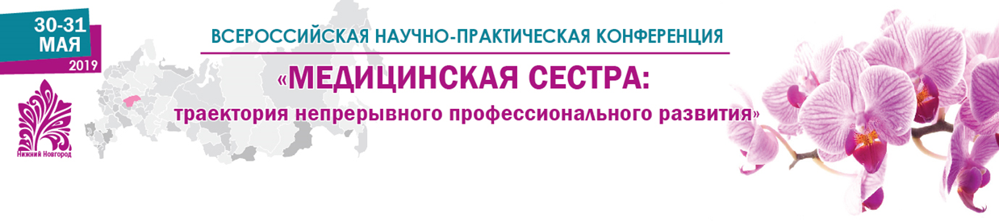 30-31
МАЯ
2019
Нижний Новгород
ВСЕРОССИЙСКАЯ НАУЧНО-ПРАКТИЧЕСКАЯ КОНФЕРЕНЦИЯ
«МЕДИЦИНСКАЯ СЕСТРА:
траектория непрерывного профессионального развития»